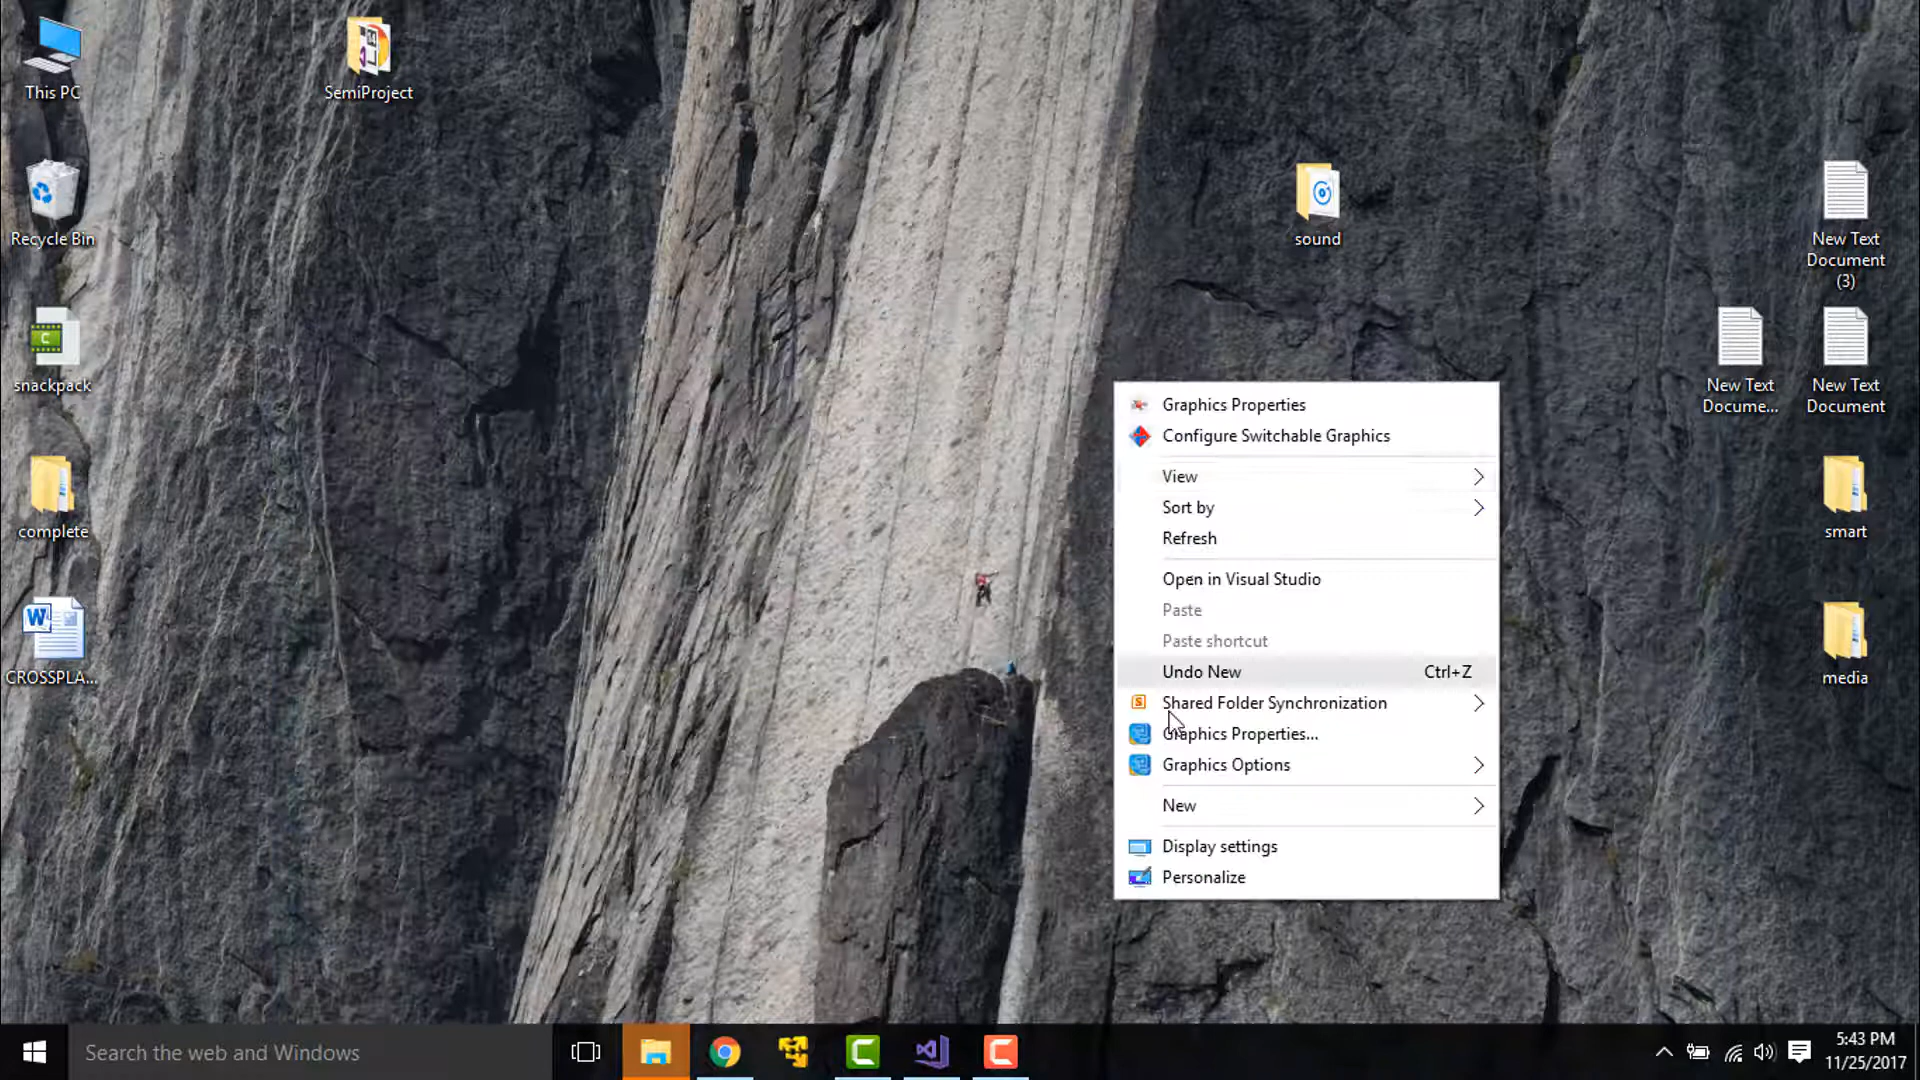 This PC
SemiProject
Recycle Bin
sound
New Text
Document
(3)
snackpack
New Text
Docume...
New Text
Document
complete
smart
CROSSPLA...
media
Graphics Properties
Configure Switchable Graphics
View
Sort by
Refresh
Open in Visual Studio
Paste
Paste shortcut
Undo New Ctrl+Z
Shared Folder Synchronization
Graphics Properties...
Graphics Options
New
Display settings
Personalize
Search the web and Windows
5:43 PM
11/25/2017